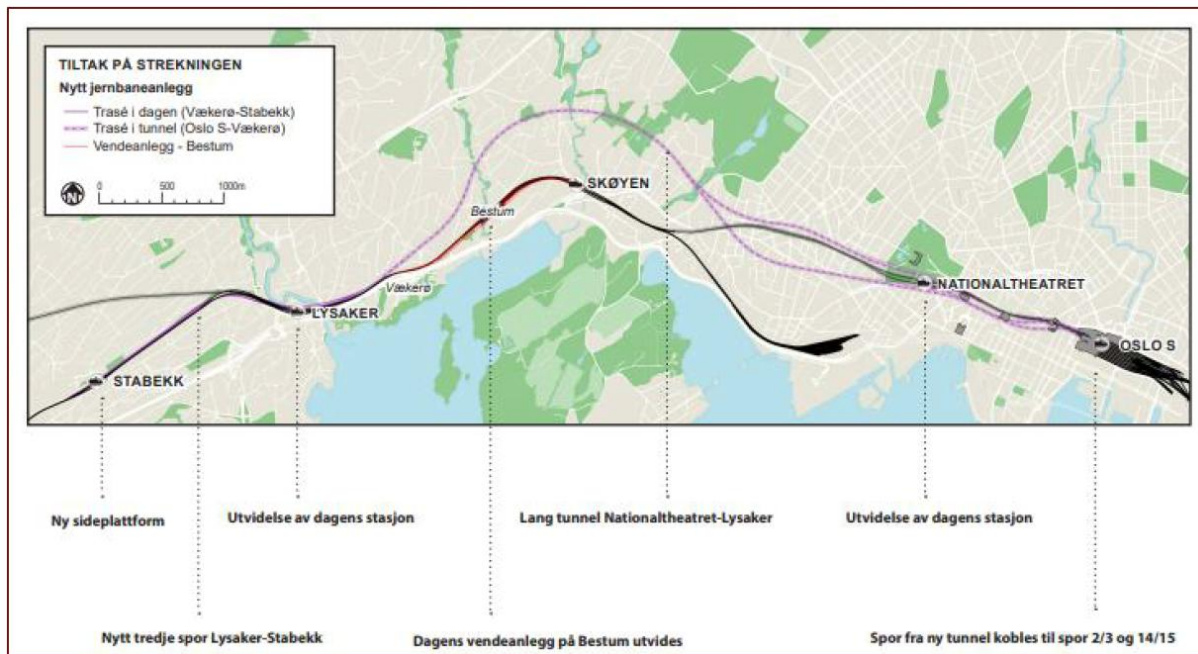 TILTAK PÅ STREKNINGEN
Nytt jernbaneanlegg
Trasé i dagen (Vækerø-Stabekk)
Trasé i tunnel (Oslo S-Vækerø)
Vendeanlegg - Bestum
N
0 500 1000m
SKØYEN
Bestum
Vækerø
NATIONALTHEATRET
LYSAKER
OSLO S
STABEKK
Ny sideplattform
Utvidelse av dagens stasjon
Lang tunnel Nationaltheatret-Lysaker
Utvidelse av dagens stasjon
Nytt tredje spor Lysaker-Stabekk
Dagens vendeanlegg på Bestum utvides
Spor fra ny tunnel kobles til spor 2/3 og 14/15